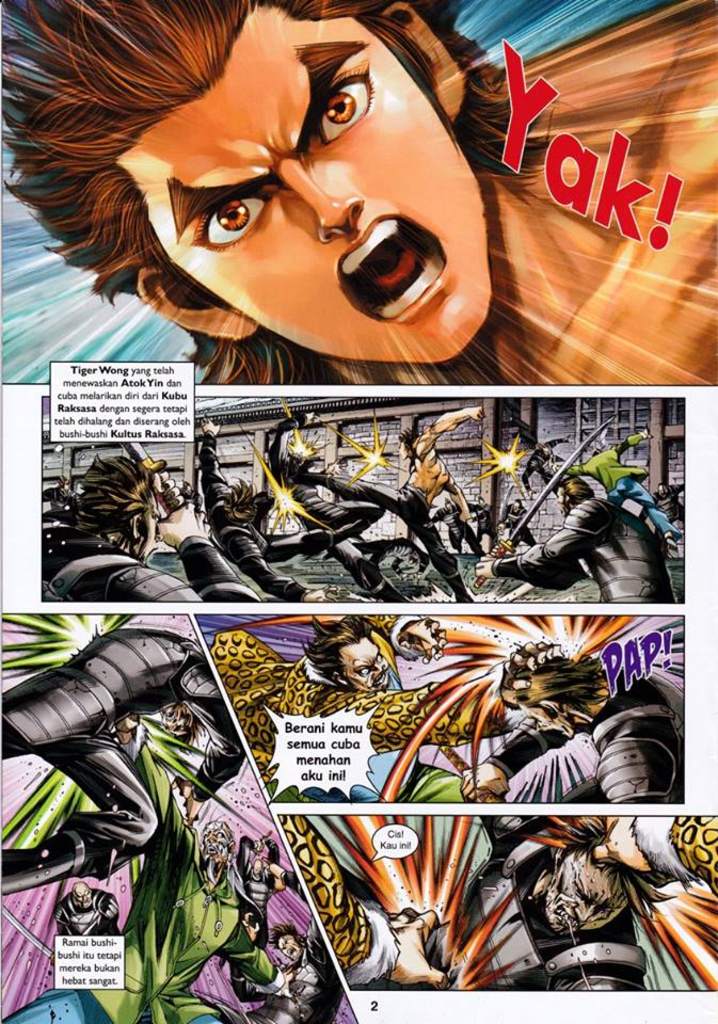 Yak!
Tiger Wong yang telah
menewaskan Atok Yin dan
cuba melarikan diri dari Kubu
Raksasa dengan segera tetapi
telah dihalang dan diserang oleh
bushi-bushi Kultus Raksasa.
PAP!
Berani kamu
semua cuba
menahan
aku ini!
Cis!
Kau ini!
Ramai bushi-
bushi itu tetapi
mereka bukan
hebat sangat.
2